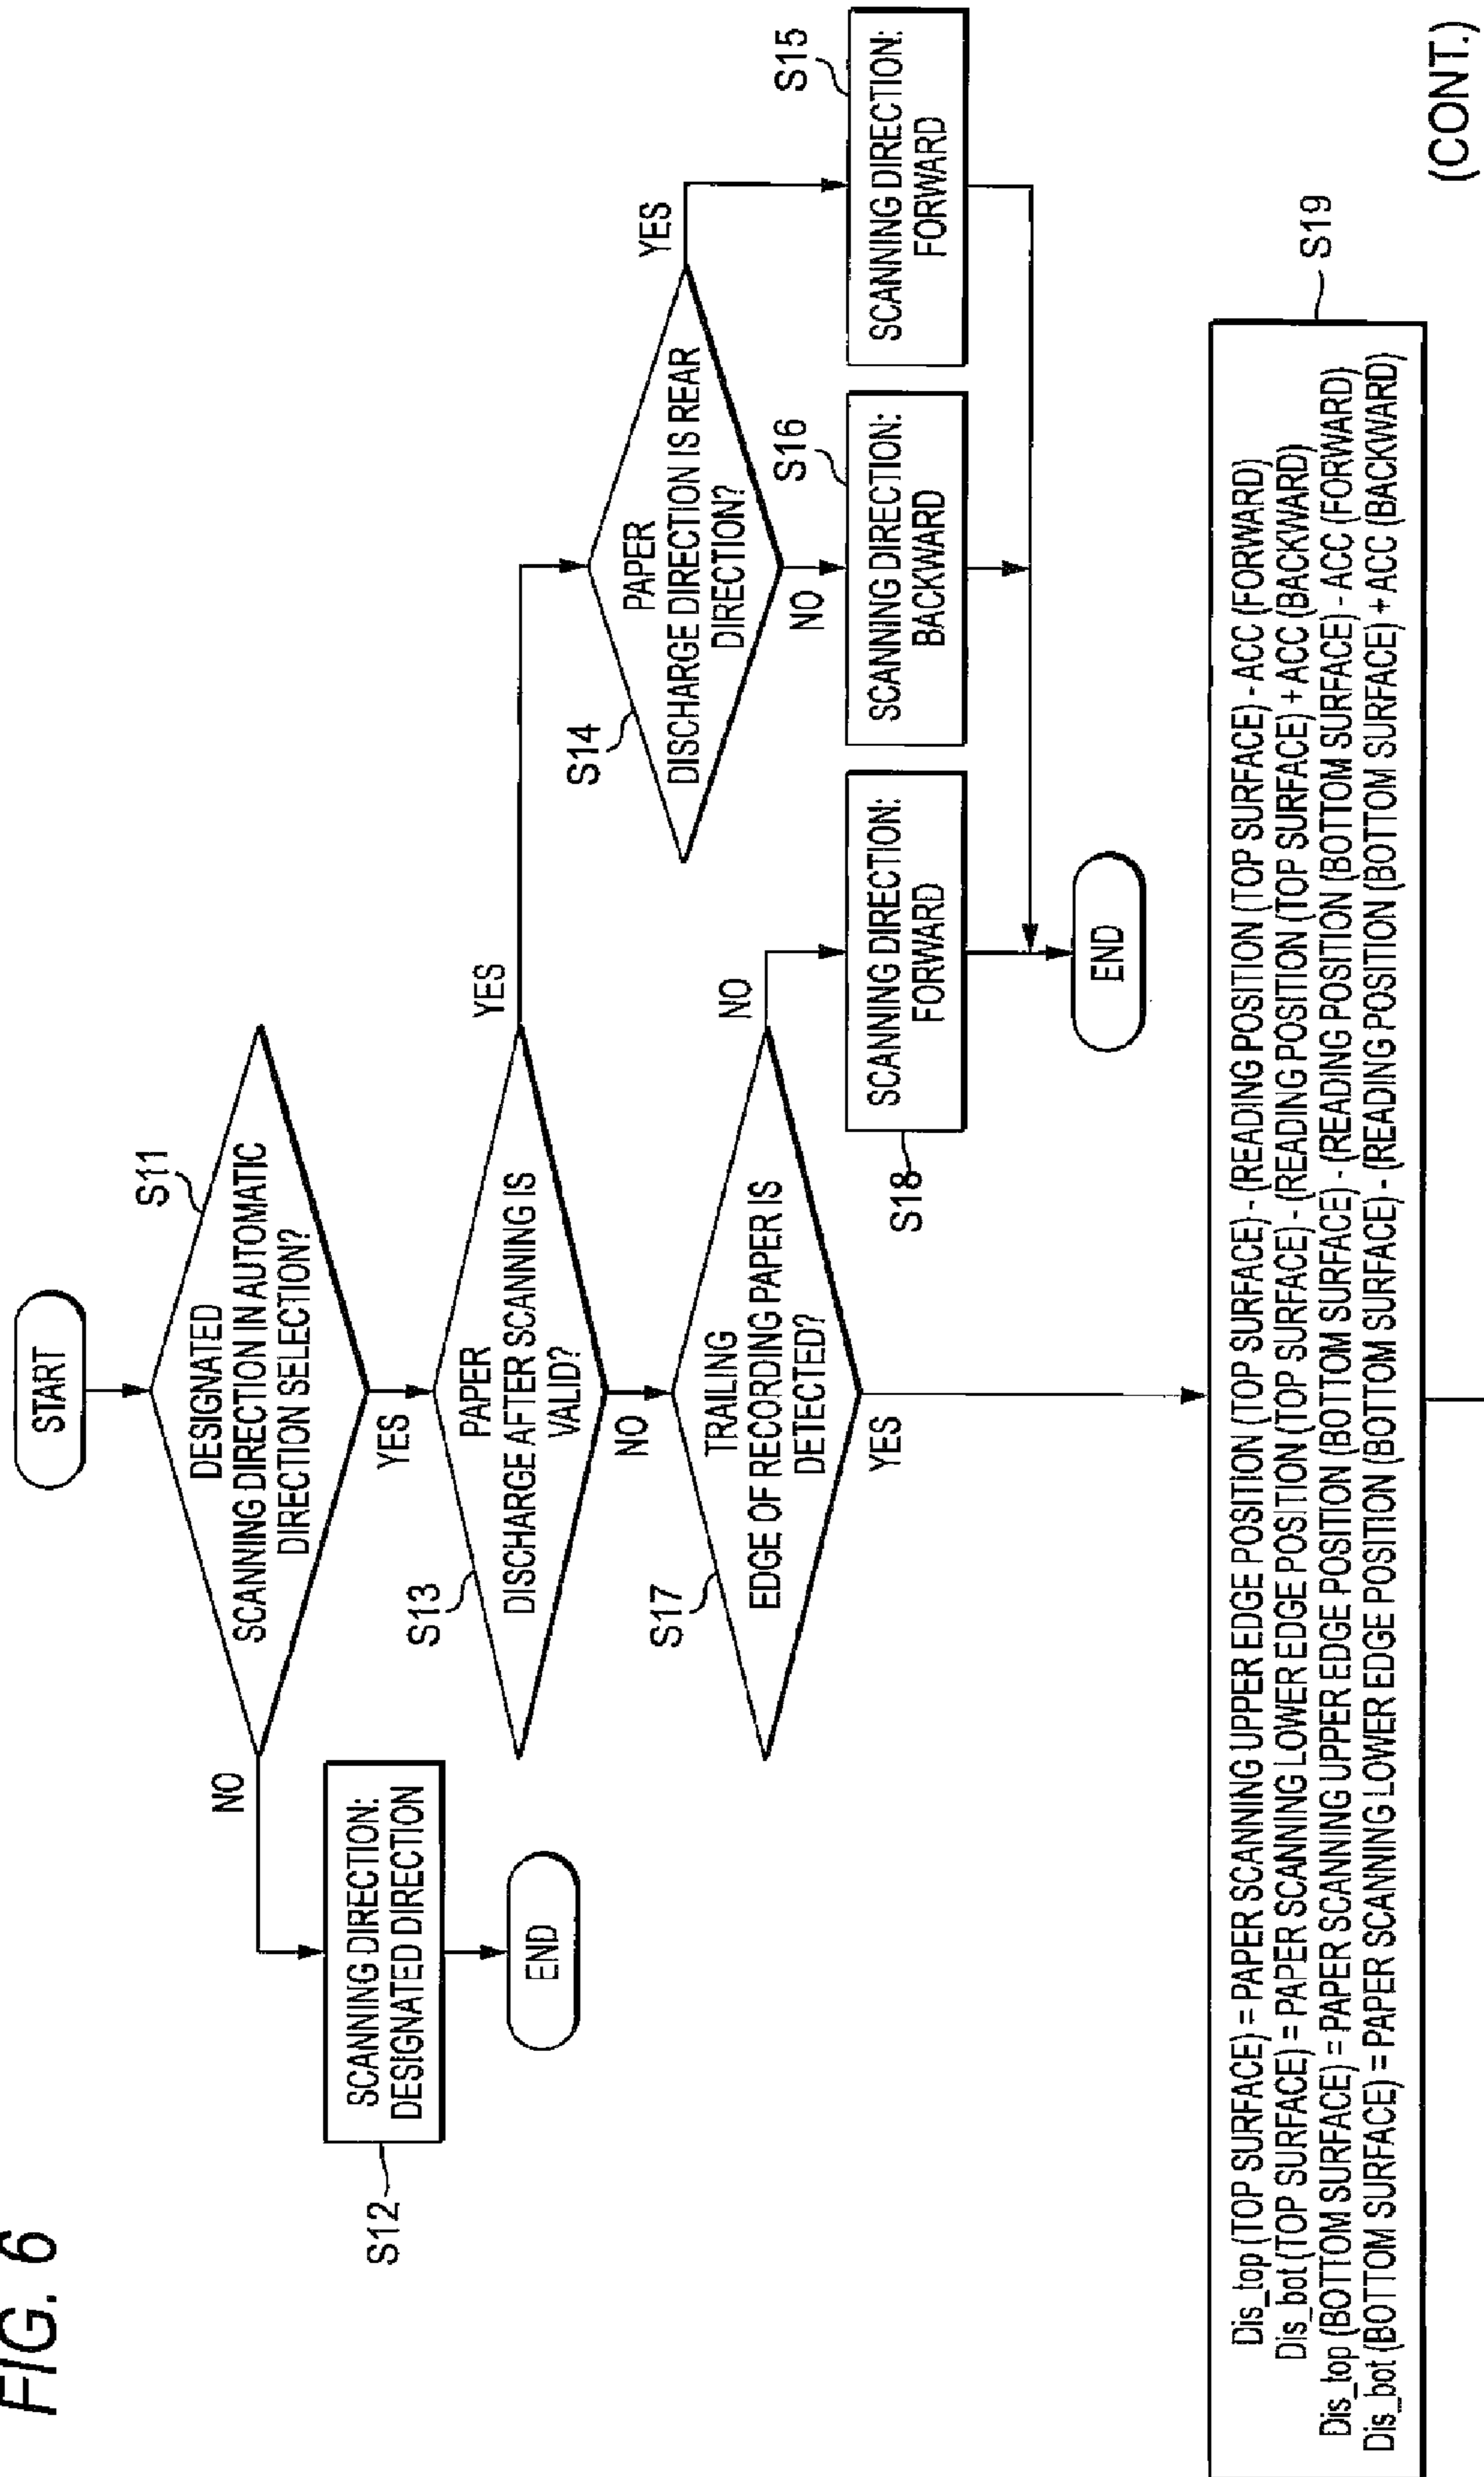 FIG. 6
START
S11
DESIGNATED
SCANNING DIRECTION IN AUTOMATIC
DIRECTION SELECTION?
NO
YES
SCANNING DIRECTION:
DESIGNATED DIRECTION
S12
END
S13
PAPER
DISCHARGE AFTER SCANNING IS
VALID?
YES
NO
S14
PAPER
DISCHARGE DIRECTION IS REAR
DIRECTION?
YES
NO
S17
TRAILING
EDGE OF RECORDING PAPER IS
DETECTED?
NO
YES
S18
SCANNING DIRECTION:
FORWARD
S16
SCANNING DIRECTION:
BACKWARD
S15
SCANNING DIRECTION:
FORWARD
END
S19
Dis_top (TOP SURFACE) = PAPER SCANNING UPPER EDGE POSITION (TOP SURFACE) - (READING POSITION (TOP SURFACE) - ACC (FORWARD)
Dis_bot (TOP SURFACE) = PAPER SCANNING LOWER EDGE POSITION (TOP SURFACE) - (READING POSITION (TOP SURFACE) + ACC (BACKWARD)
Dis_top (BOTTOM SURFACE) = PAPER SCANNING UPPER EDGE POSITION (BOTTOM SURFACE) - (READING POSITION (BOTTOM SURFACE) - ACC (FORWARD)
Dis_bot (BOTTOM SURFACE) = PAPER SCANNING LOWER EDGE POSITION (BOTTOM SURFACE) - (READING POSITION (BOTTOM SURFACE) + ACC (BACKWARD)
(CONT.)